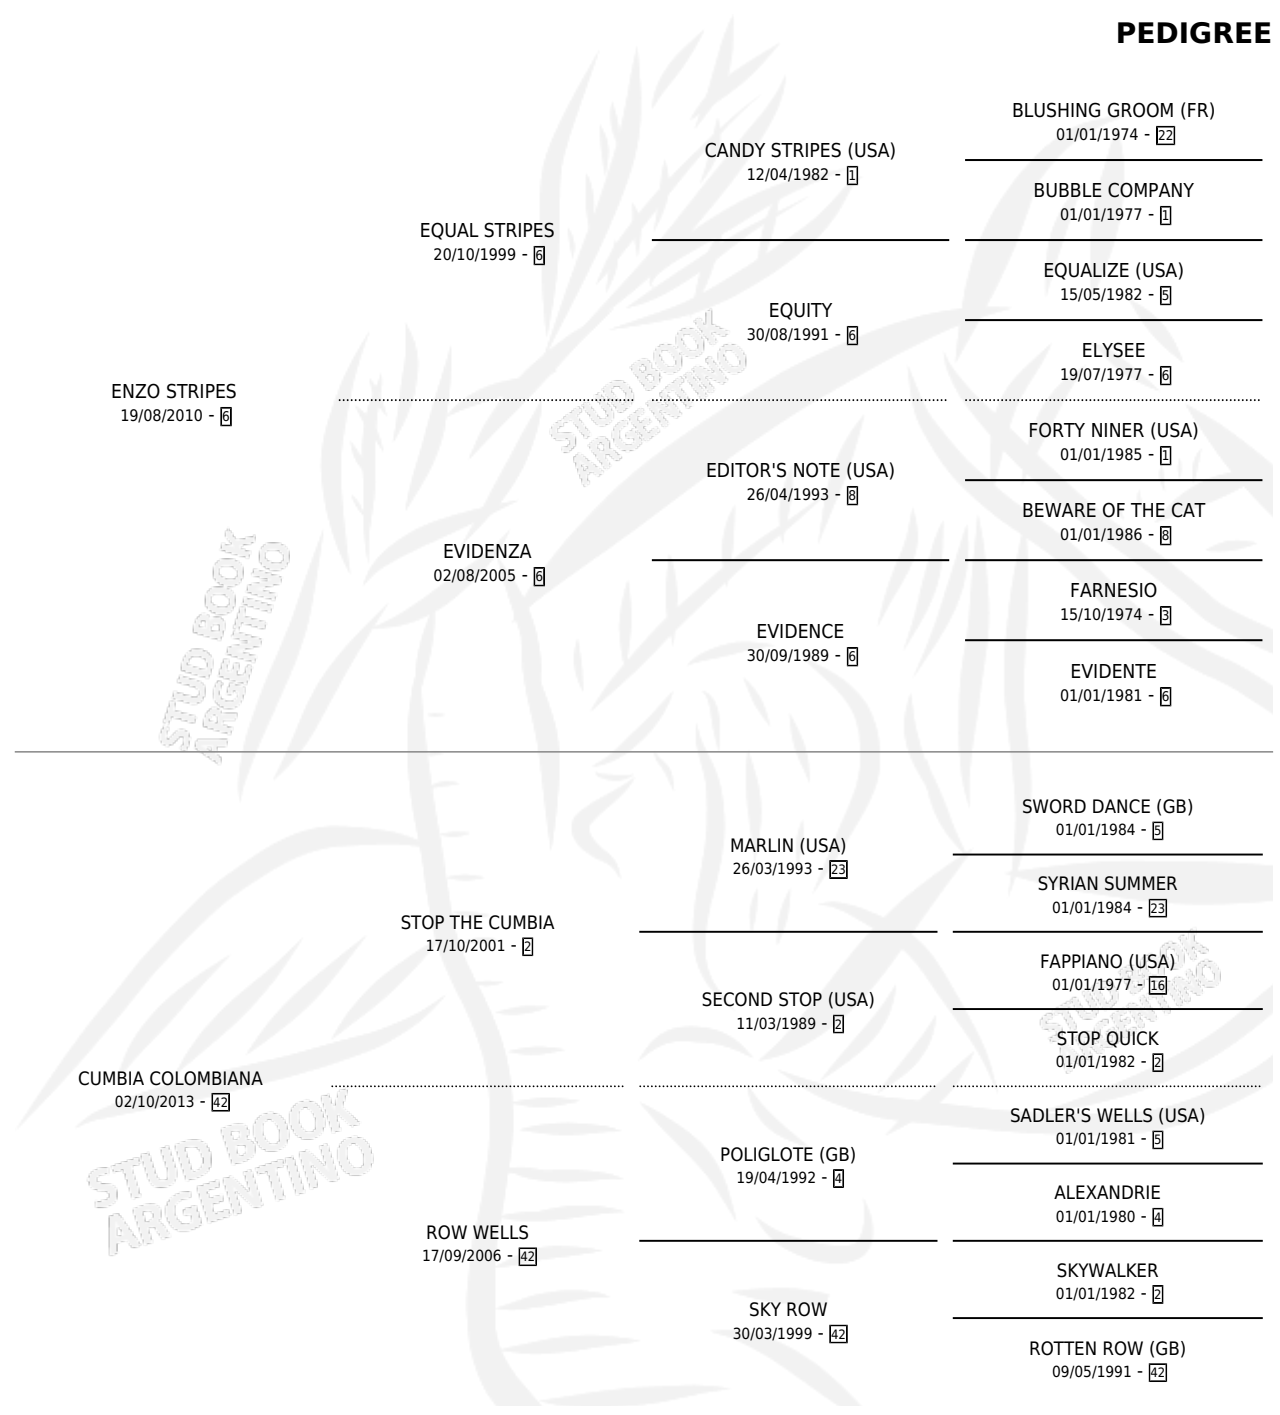 PEDIGREE
BLUSHING GROOM (FR)
01/01/1974 - 22
CANDY STRIPES (USA)
12/04/1982 - 1
BUBBLE COMPANY
01/01/1977 - 1
EQUAL STRIPES
20/10/1999 - 6
EQUALIZE (USA)
15/05/1982 - 5
EQUITY
30/08/1991 - 6
ELYSEE
19/07/1977 - 6
ENZO STRIPES
19/08/2010 - 6
FORTY NINER (USA)
01/01/1985 - 1
EDITOR'S NOTE (USA)
26/04/1993 - 8
BEWARE OF THE CAT
01/01/1986 - 8
EVIDENZA
02/08/2005 - 6
FARNESIO
15/10/1974 - 3
EVIDENCE
30/09/1989 - 6
EVIDENTE
01/01/1981 - 6
SWORD DANCE (GB)
01/01/1984 - 5
MARLIN (USA)
26/03/1993 - 23
SYRIAN SUMMER
01/01/1984 - 23
STOP THE CUMBIA
17/10/2001 - 2
FAPPIANO (USA)
01/01/1977 - 16
SECOND STOP (USA)
11/03/1989 - 2
STOP QUICK
01/01/1982 - 2
CUMBIA COLOMBIANA
02/10/2013 - 42
SADLER'S WELLS (USA)
01/01/1981 - 5
POLIGLOTE (GB)
19/04/1992 - 4
ALEXANDRIE
01/01/1980 - 4
ROW WELLS
17/09/2006 - 42
SKYWALKER
01/01/1982 - 2
SKY ROW
30/03/1999 - 42
ROTTEN ROW (GB)
09/05/1991 - 42
STUD BOOK
ARGENTINO
STUD BOOK
ARGENTINO
STUD BOOK
ARGENTINO
STUD BOOK
ARGENTINO